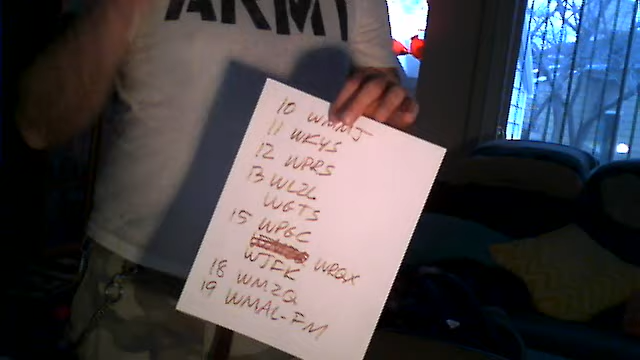 ARMY
10 WMMJ
11 WKYS
12 WPRS
13 WLZL
WGTS
15 WPGC
WRQX
WJFK
18 WMZQ
19 WMAL-FM